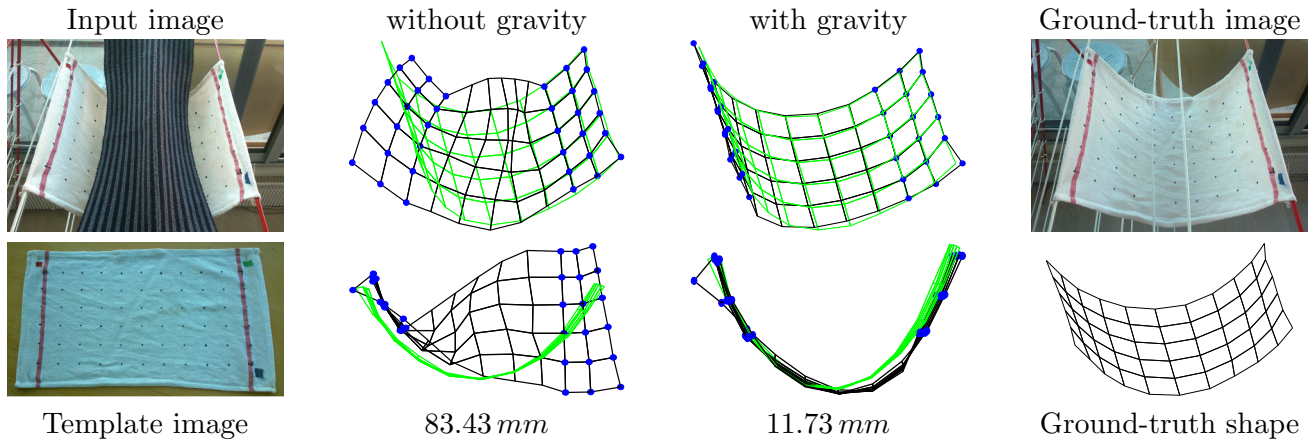 Input image
without gravity
with gravity
Ground-truth image
Template image
83.43 mm
11.73 mm
Ground-truth shape